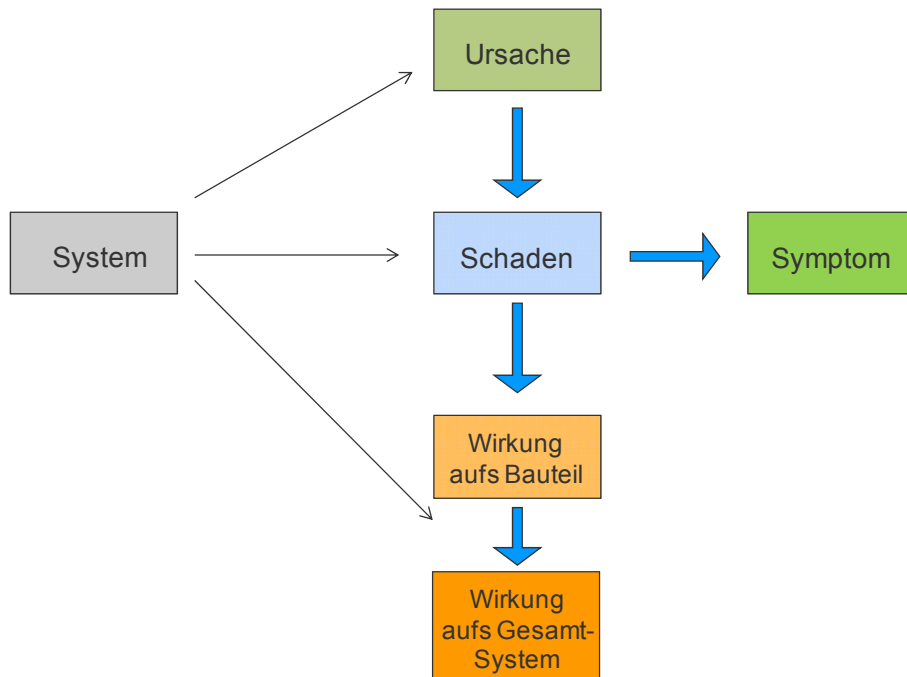 Ursache
System
Schaden
Symptom
Wirkung
aufs Bauteil
Wirkung
aufs Gesamt-
System